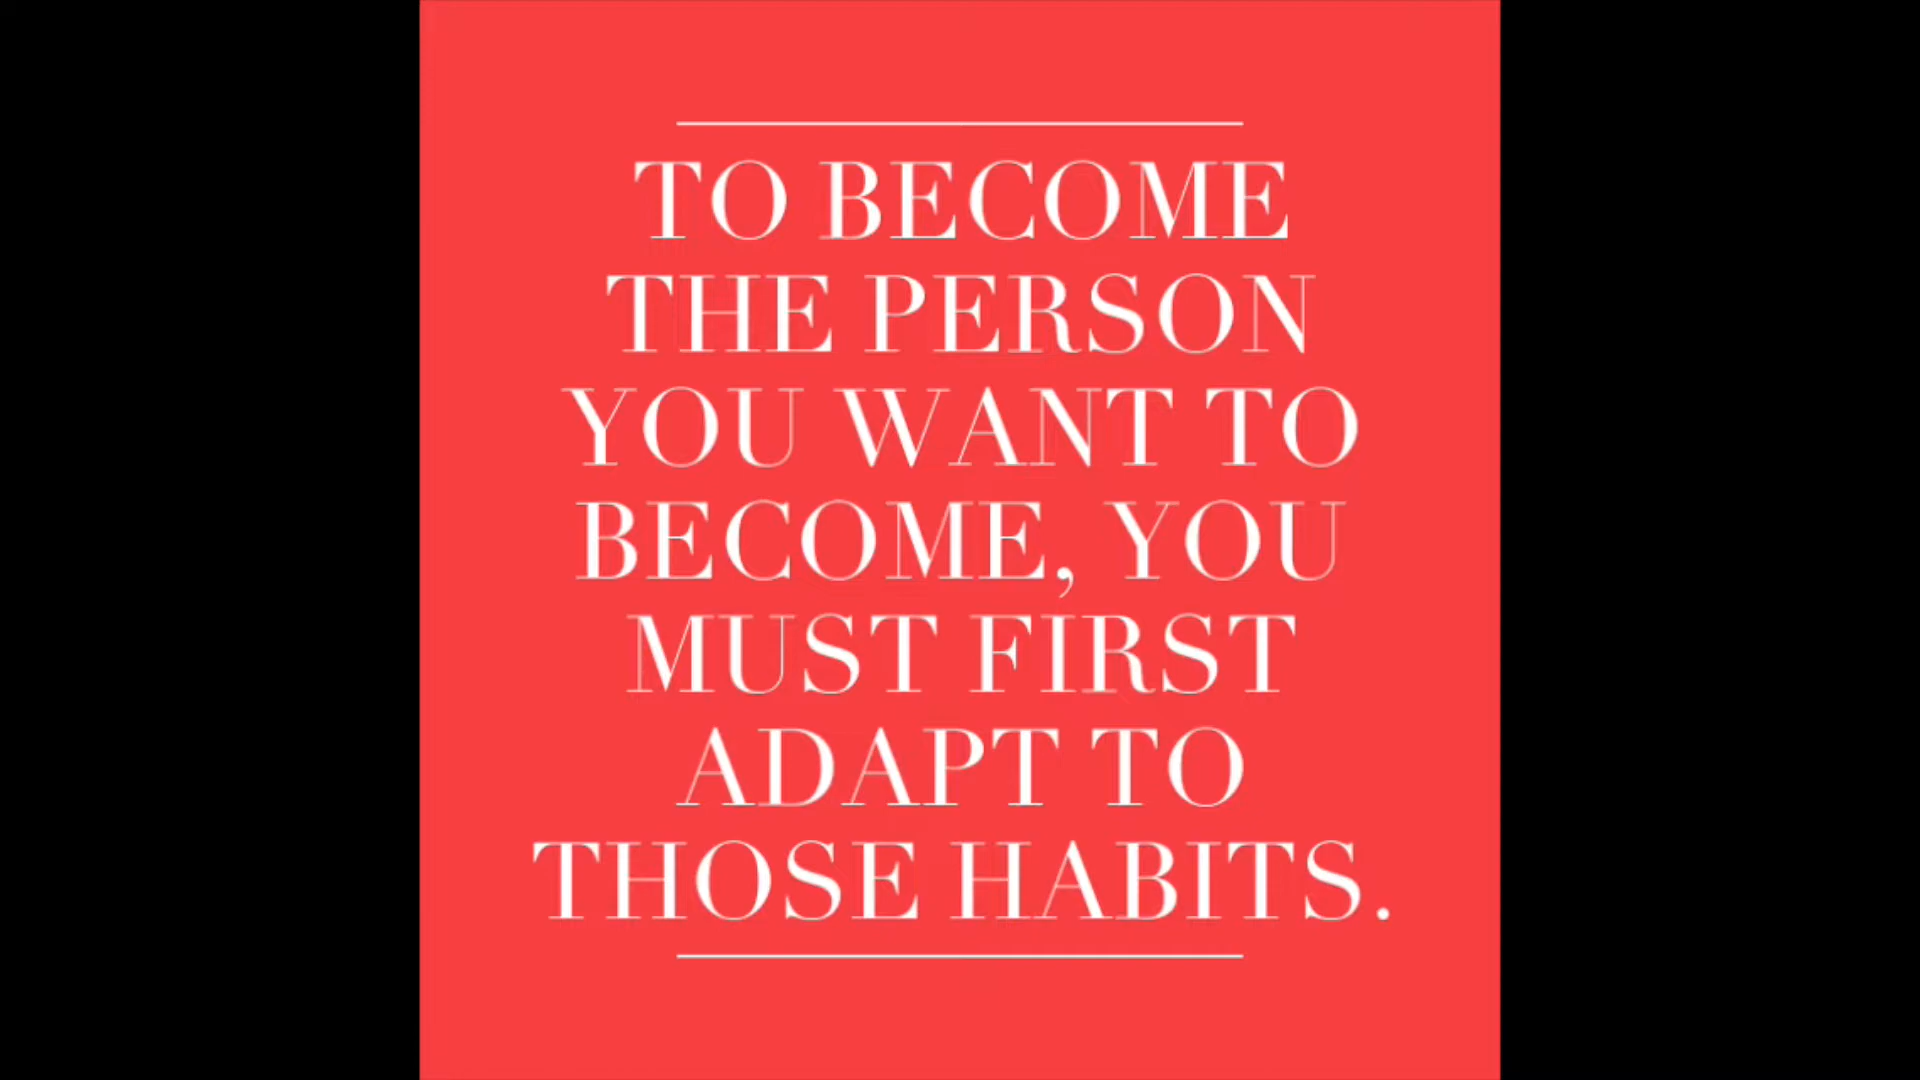 TO BECOME
THE PERSON
YOU WANT TO
BECOME, YOU
MUST FIRST
ADAPT TO
THOSE HABITS.